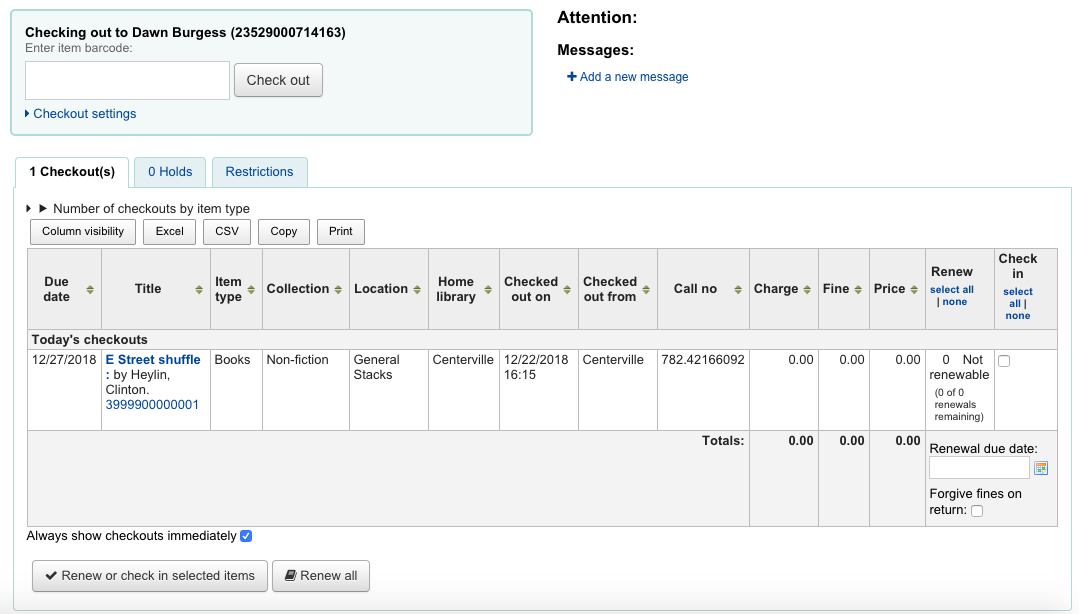 Checking out to Dawn Burgess (23529000714163)
Enter item barcode:
Check out
Checkout settings
Attention:
Messages:
Add a new message
1 Checkout(s)
0 Holds
Restrictions
Number of checkouts by item type
Column visibility
Excel
CSV
Copy
Print
Due date
Title
Item type
Collection
Location
Home library
Checked out on
Checked out from
Call no
Charge
Fine
Price
Renew
select all
| none
Check in
select
all |
none
Today's checkouts
12/27/2018
E Street shuffle
: by Heylin,
Clinton.
3999900000001
Books
Non-fiction
General
Stacks
Centerville
12/22/2018
16:15
Centerville
782.42166092
0.00
0.00
0.00
0 Not
renewable
(0 of 0
renewals
remaining)
Totals:
0.00
0.00
0.00
Renewal due date:
Forgive fines on
return:
Always show checkouts immediately
Renew or check in selected items
Renew all